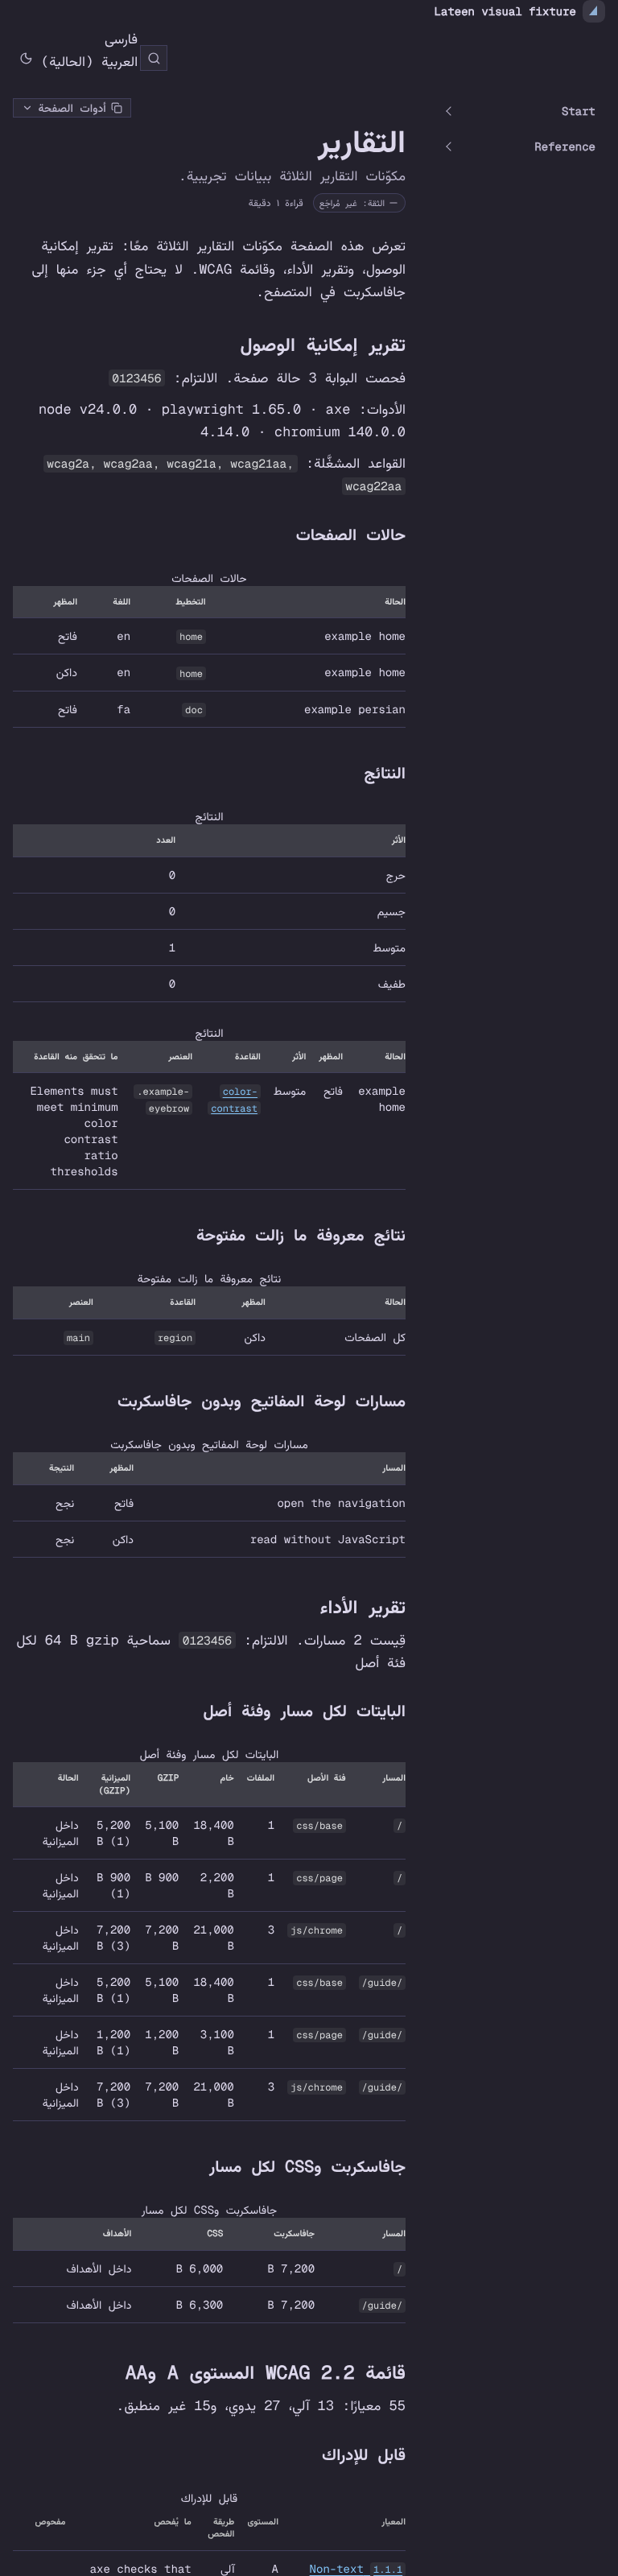 Lateen visual fixture
فارسی
العربية (الحالية)
Start
Reference
أدوات الصفحة
التقارير
مكوّنات التقارير الثلاثة ببيانات تجريبية.
— الثقة: غير مُراجَع قراءة ١ دقيقة
تعرض هذه الصفحة مكوّنات التقارير الثلاثة معًا: تقرير إمكانية
الوصول، وتقرير الأداء، وقائمة WCAG. لا يحتاج أي جزء منها إلى
جافاسكربت في المتصفح.
تقرير إمكانية الوصول
فحصت البوابة 3 حالة صفحة. الالتزام: 0123456
الأدوات: node v24.0.0 · playwright 1.65.0 · axe
4.14.0 · chromium 140.0.0
القواعد المشغَّلة: wcag2a, wcag2aa, wcag21a, wcag21aa,
wcag22aa
حالات الصفحات
حالات الصفحات
الحالة التخطيط اللغة المظهر
example home home en فاتح
example home home en داكن
example persian doc fa فاتح
النتائج
النتائج
الأثر العدد
حرج 0
جسيم 0
متوسط 1
طفيف 0
النتائج
الحالة المظهر الأثر القاعدة العنصر ما تتحقق منه القاعدة
example فاتح متوسط color- .example- Elements must
home contrast eyebrow meet minimum
color
contrast
ratio
thresholds
نتائج معروفة ما زالت مفتوحة
نتائج معروفة ما زالت مفتوحة
الحالة المظهر القاعدة العنصر
كل الصفحات داكن region main
مسارات لوحة المفاتيح وبدون جافاسكربت
مسارات لوحة المفاتيح وبدون جافاسكربت
المسار المظهر النتيجة
open the navigation فاتح نجح
read without JavaScript داكن نجح
تقرير الأداء
قِيست 2 مسارات. الالتزام: 0123456 سماحية 64 B gzip لكل
فئة أصل
البايتات لكل مسار وفئة أصل
البايتات لكل مسار وفئة أصل
المسار فئة الأصل الملفات خام GZIP الميزانية الحالة
(GZIP)
/ css/base 1 18,400 5,100 5,200 داخل
B B B (1) الميزانية
/ css/page 1 2,200 900 B 900 B داخل
B (1) الميزانية
/ js/chrome 3 21,000 7,200 7,200 داخل
B B B (3) الميزانية
/guide/ css/base 1 18,400 5,100 5,200 داخل
B B B (1) الميزانية
/guide/ css/page 1 3,100 1,200 1,200 داخل
B B B (1) الميزانية
/guide/ js/chrome 3 21,000 7,200 7,200 داخل
B B B (3) الميزانية
جافاسكربت وCSS لكل مسار
جافاسكربت وCSS لكل مسار
المسار جافاسكربت CSS الأهداف
/ 7,200 B 6,000 B داخل الأهداف
/guide/ 7,200 B 6,300 B داخل الأهداف
قائمة WCAG 2.2 المستوى A وAA
55 معيارًا: 13 آلي، 27 يدوي، و15 غير منطبق.
قابل للإدراك
قابل للإدراك
المعيار المستوى طريقة ما يُفحص مفحوص
الفحص
1.1.1 Non-text A آلي axe checks that